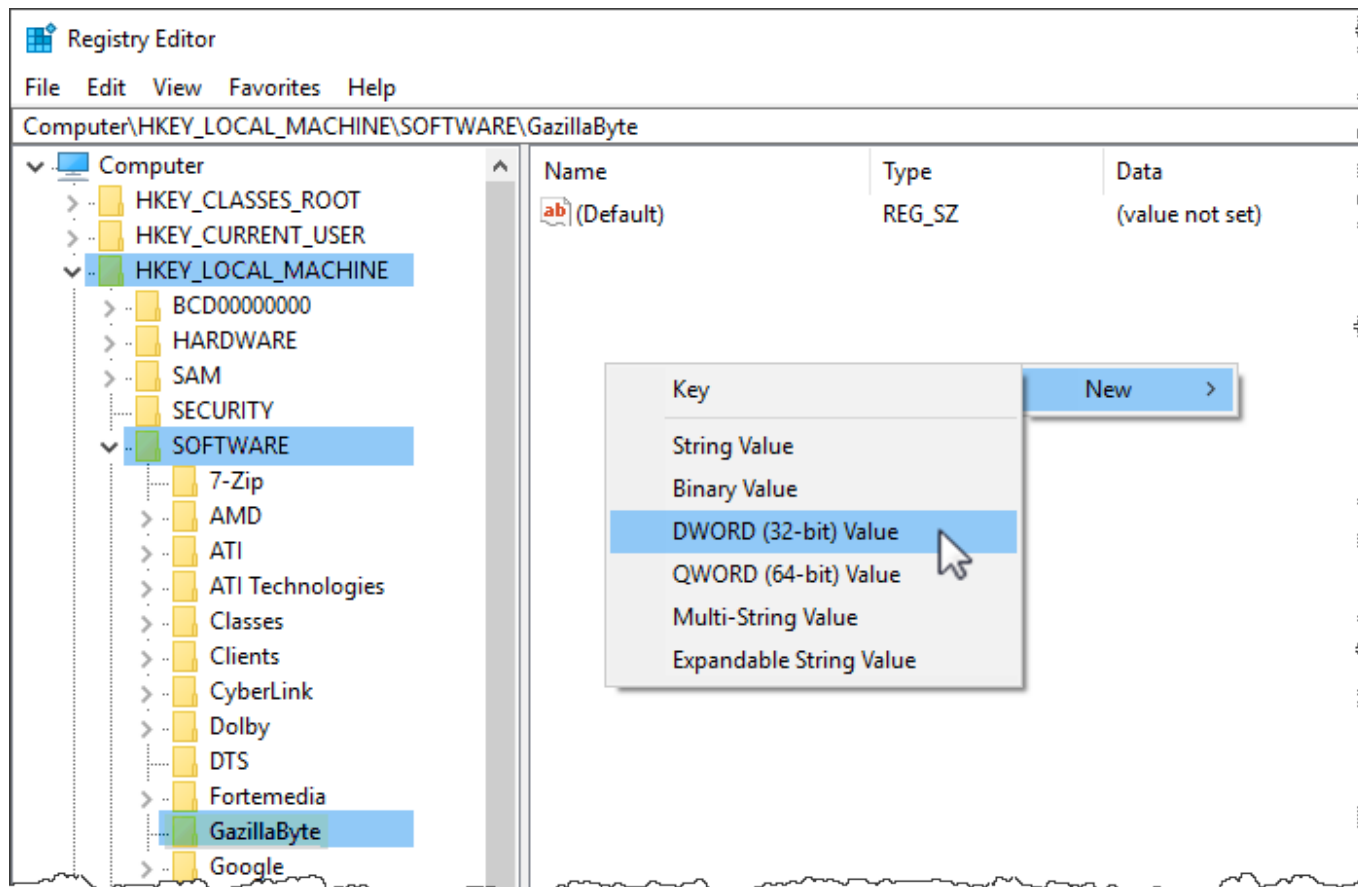 Registry Editor
File Edit View Favorites Help
Computer\HKEY_LOCAL_MACHINE\SOFTWARE\GazillaByte
Computer
HKEY_CLASSES_ROOT
HKEY_CURRENT_USER
HKEY_LOCAL_MACHINE
BCD00000000
HARDWARE
SAM
SECURITY
SOFTWARE
7-Zip
AMD
ATI
ATI Technologies
Classes
Clients
CyberLink
Dolby
DTS
Fortemedia
GazillaByte
Google
Name Type Data
ab (Default) REG_SZ (value not set)
New
Key
String Value
Binary Value
DWORD (32-bit) Value
QWORD (64-bit) Value
Multi-String Value
Expandable String Value